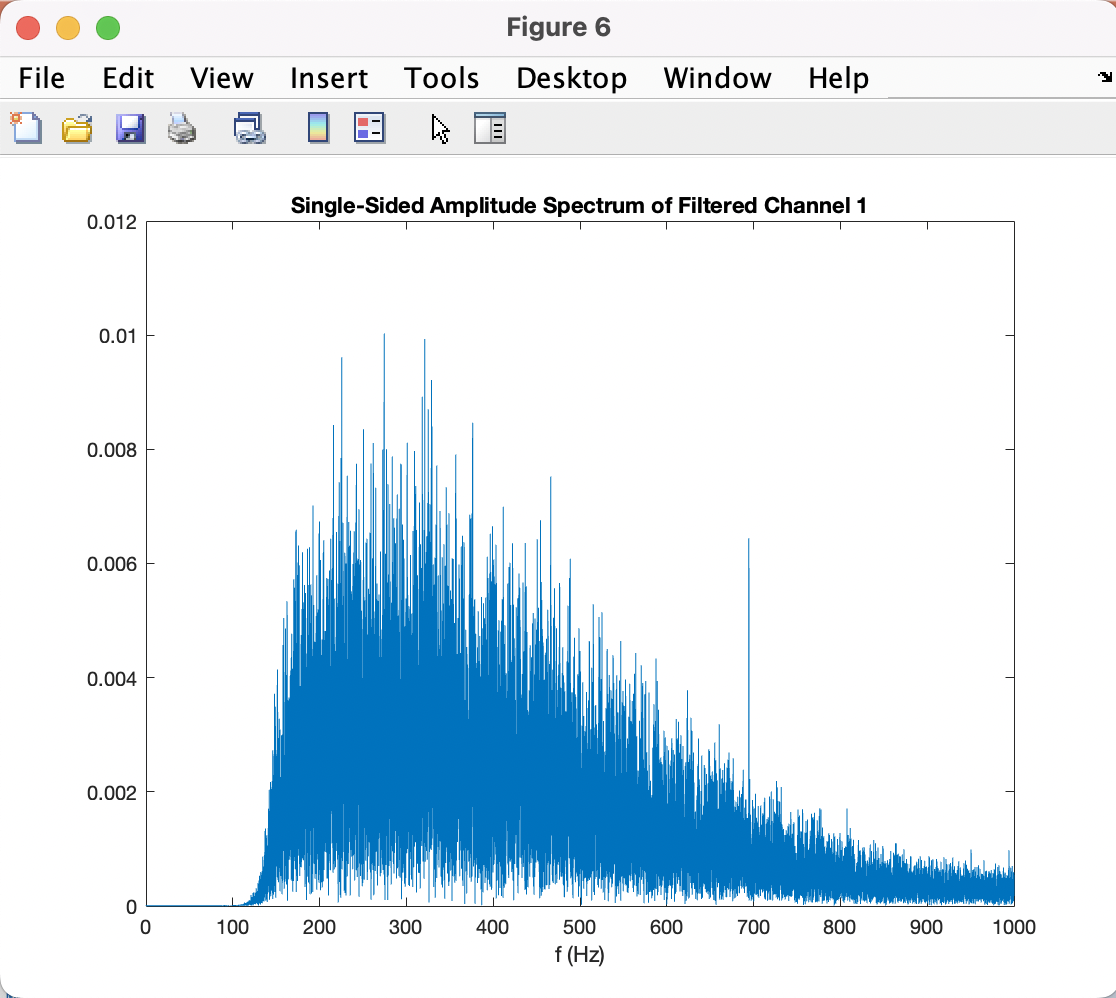 Figure 6
File Edit View Insert Tools Desktop Window Help
Single-Sided Amplitude Spectrum of Filtered Channel 1
0.012
0.01
0.008
0.006
0.004
0.002
0
0 100 200 300 400 500 600 700 800 900 1000
f (Hz)